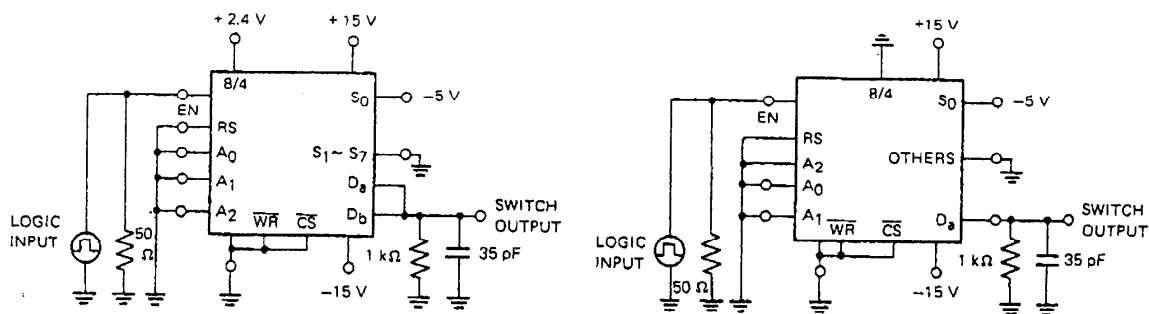 + 2.4 V
+ 15 V
8/4
S0
−5 V
EN
RS
A0
S1 ~ S7
A1
Da
A2
Db
SWITCH
OUTPUT
WR
CS
LOGIC
INPUT
50
Ω
1 kΩ
35 pF
−15 V
+15 V
8/4
S0
−5 V
EN
RS
OTHERS
A2
A0
A1
Da
SWITCH
OUTPUT
WR
CS
LOGIC
INPUT
50 Ω
1 kΩ
35 pF
−15 V